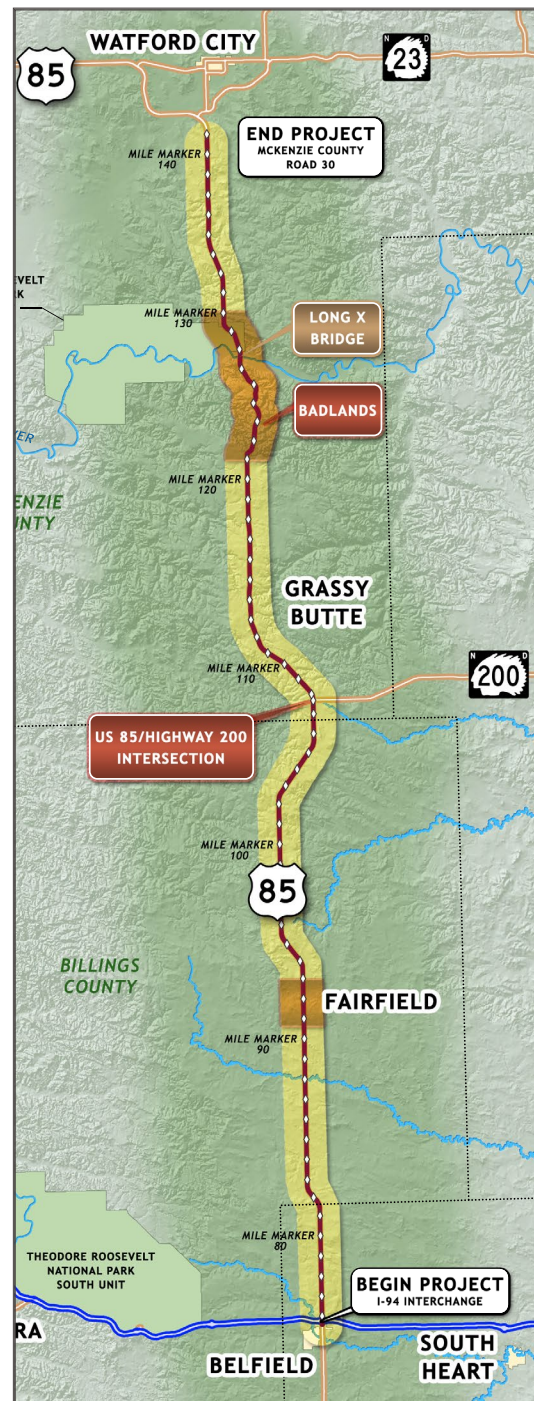 WATFORD CITY
85
N D
23
END PROJECT
MCKENZIE COUNTY
ROAD 30
MILE MARKER
140
EVELT
K
MILE MARKER
130
LONG X
BRIDGE
BADLANDS
VER
MILE MARKER
120
ENZIE
NTY
GRASSY
BUTTE
MILE MARKER
110
N D
200
US 85/HIGHWAY 200
INTERSECTION
MILE MARKER
100
85
BILLINGS
COUNTY
FAIRFIELD
MILE MARKER
90
MILE MARKER
80
THEODORE ROOSEVELT
NATIONAL PARK
SOUTH UNIT
BEGIN PROJECT
I-94 INTERCHANGE
RA
BELFIELD
SOUTH
HEART